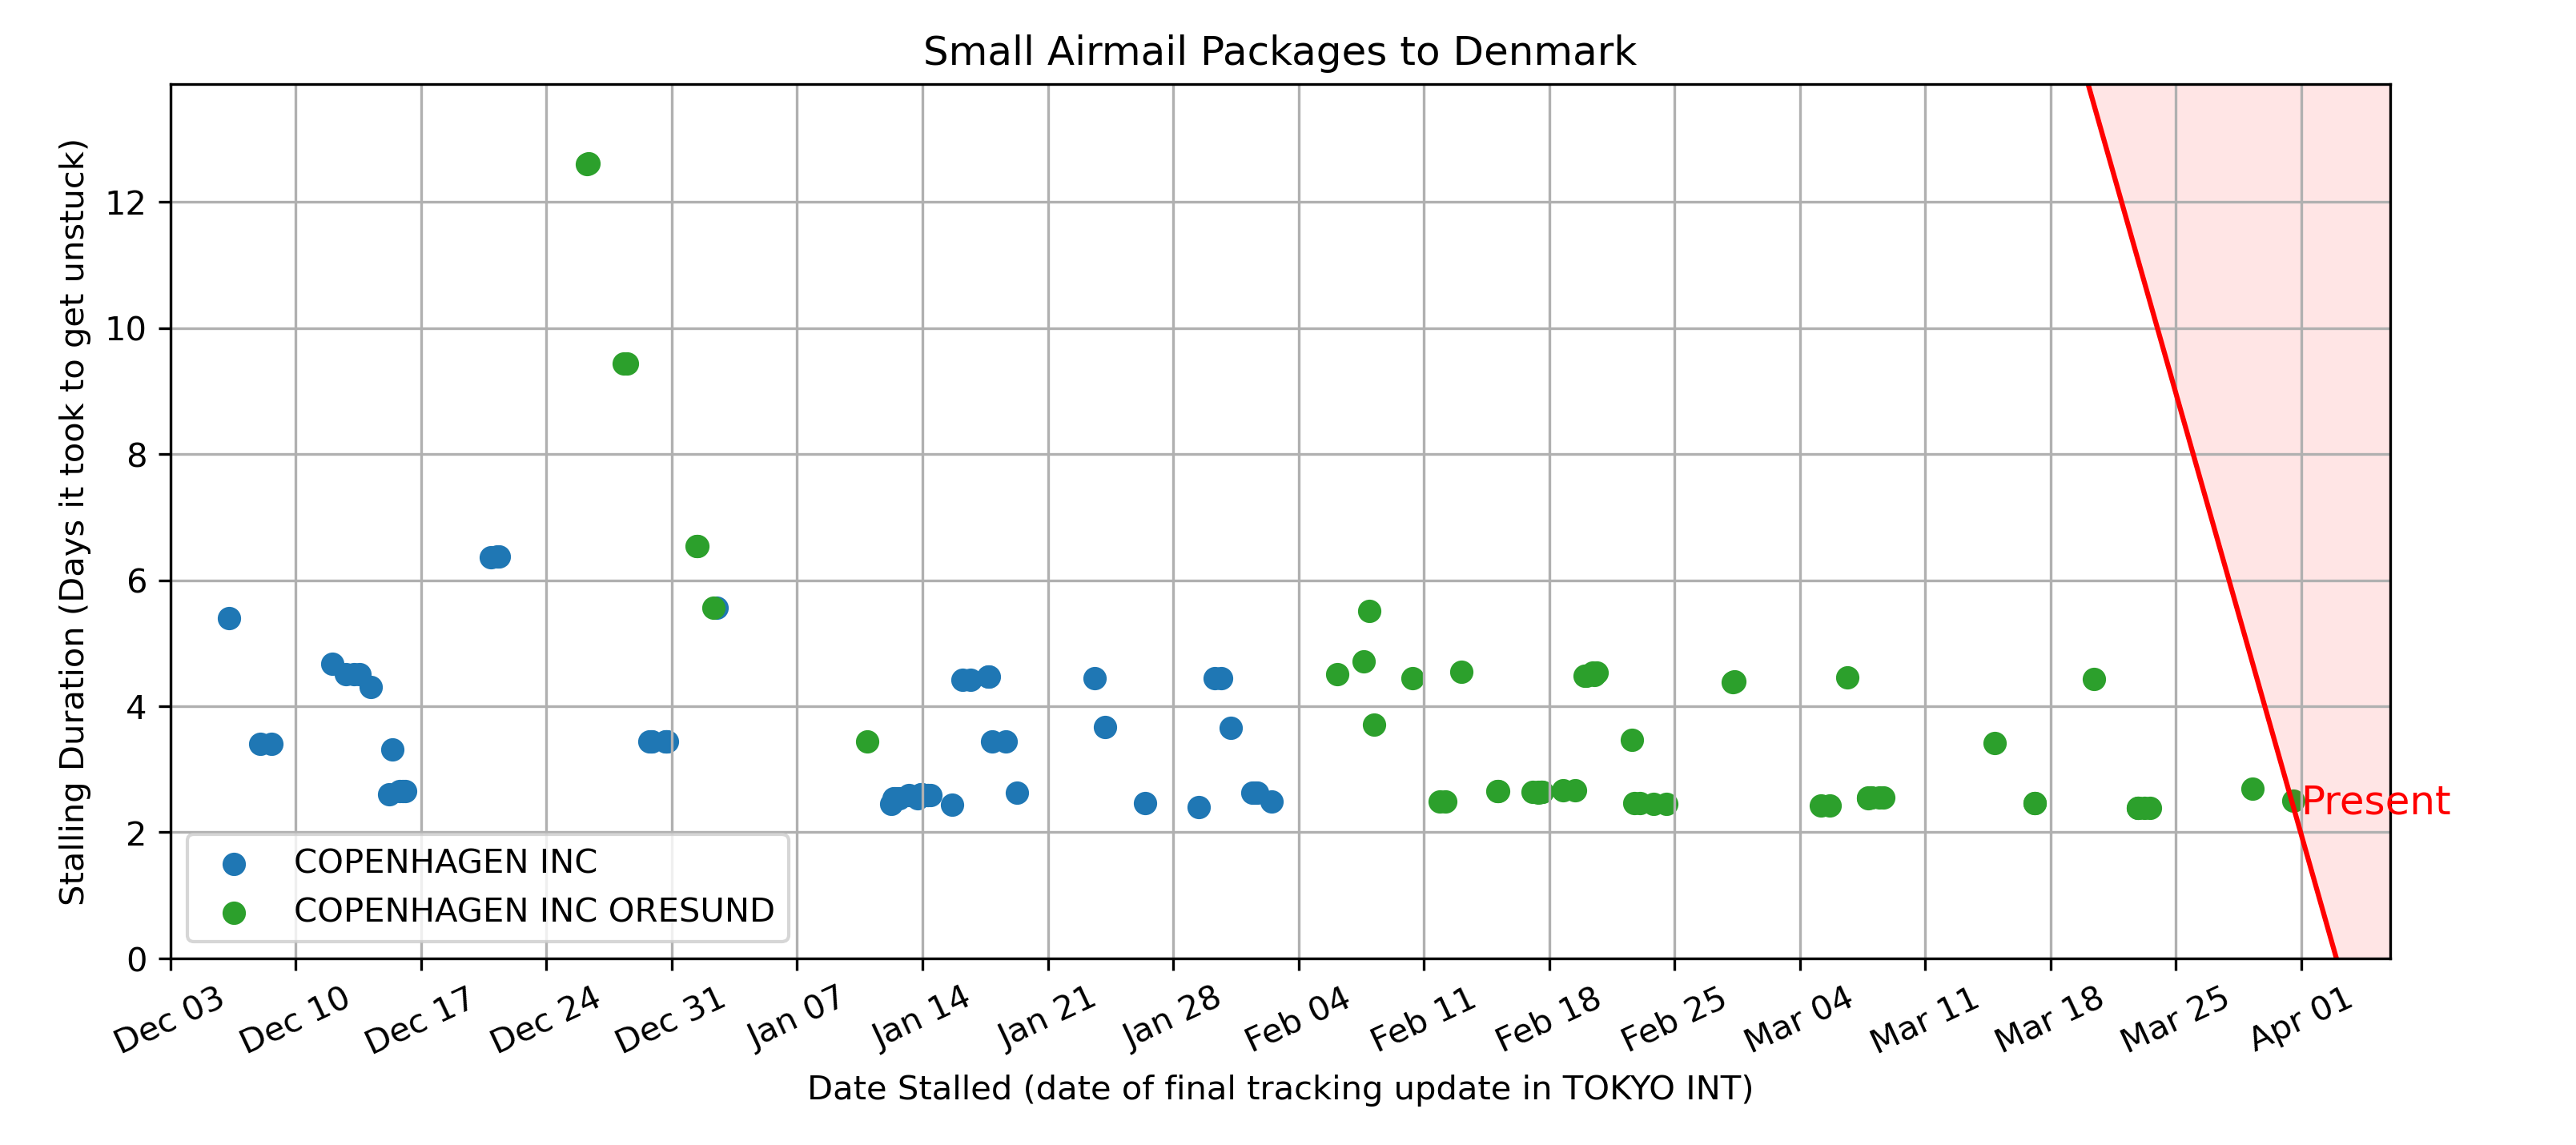 Small Airmail Packages to Denmark
Stalling Duration (Days it took to get unstuck)
12
10
8
6
4
2
0
Present
COPENHAGEN INC
COPENHAGEN INC ORESUND
Dec 03
Dec 10
Dec 17
Dec 24
Dec 31
Jan 07
Jan 14
Jan 21
Jan 28
Feb 04
Feb 11
Feb 18
Feb 25
Mar 04
Mar 11
Mar 18
Mar 25
Apr 01
Date Stalled (date of final tracking update in TOKYO INT)